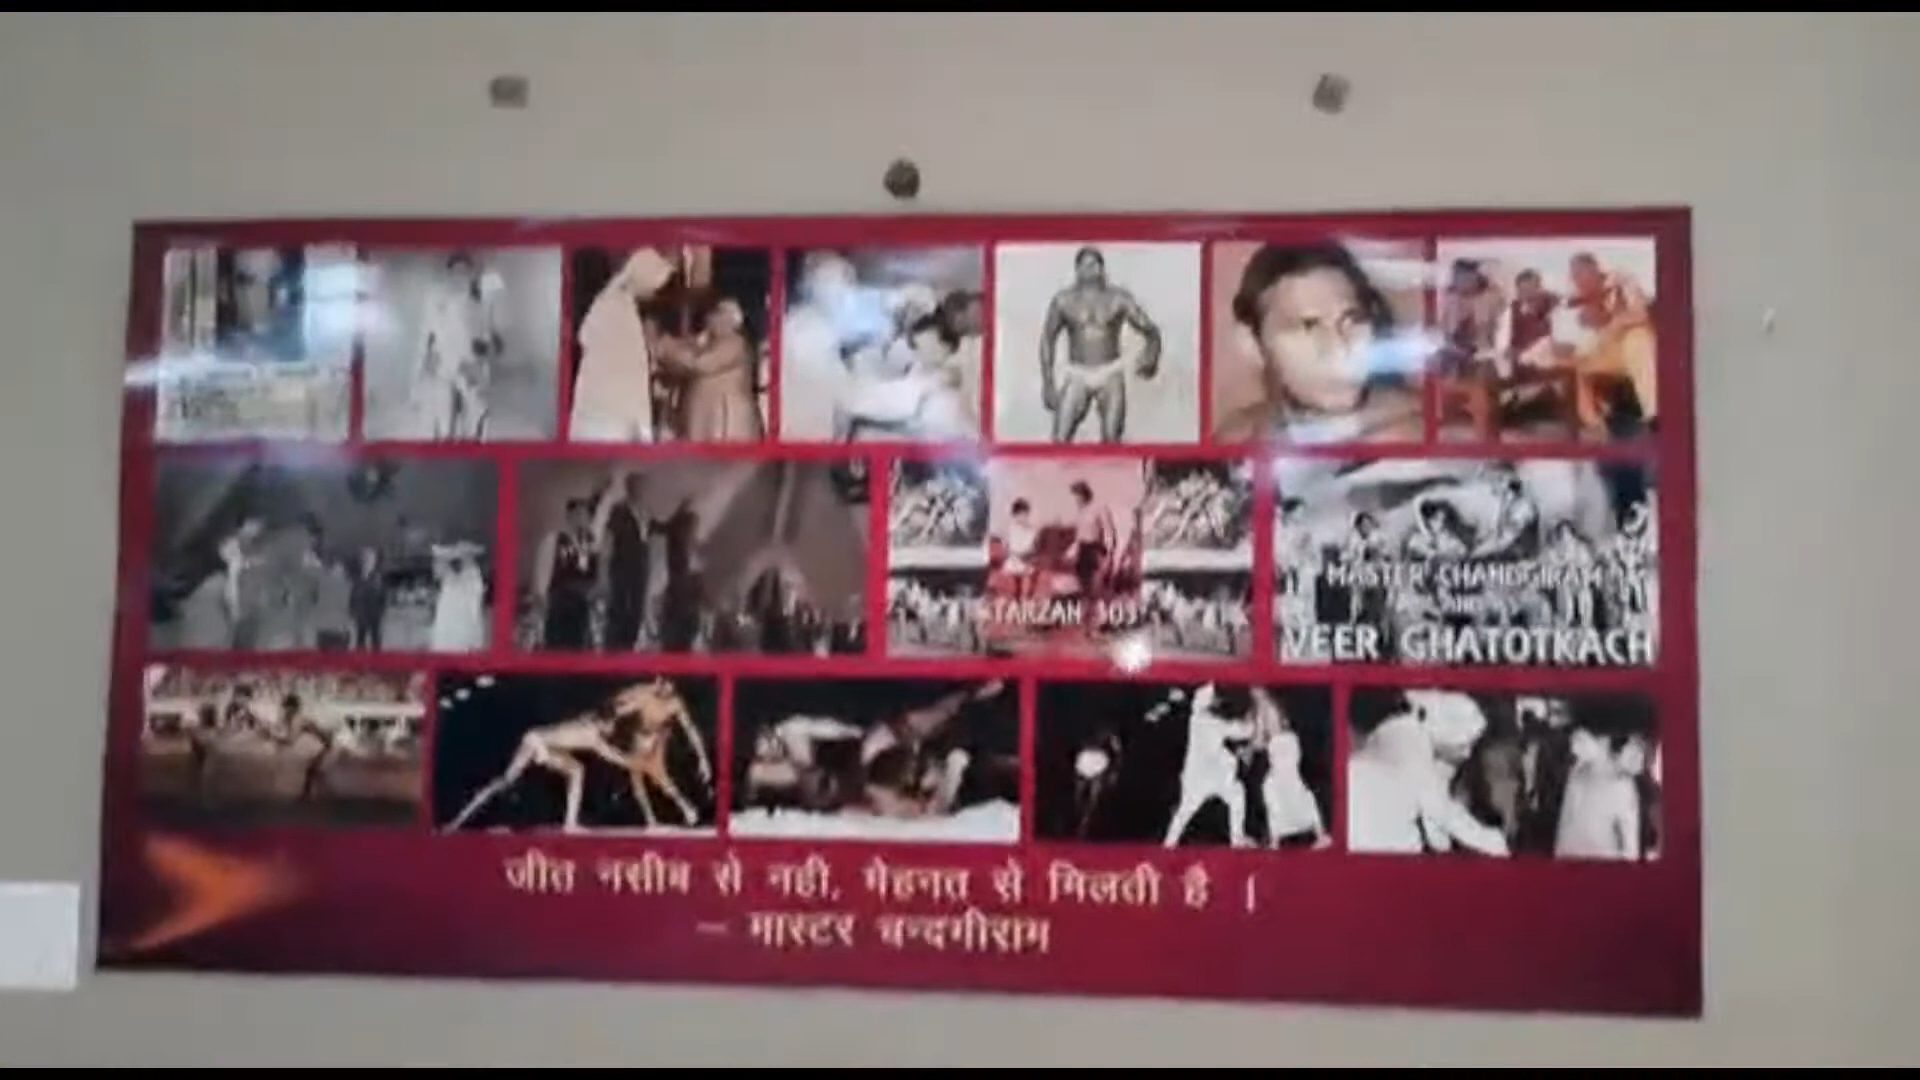 TARZAN 303
MASTER CHANDGIRAM
VEER GHATOTKACH
जीत नसीब से नही, मेहनत से मिलती है ।
– मास्टर चन्दगीराम